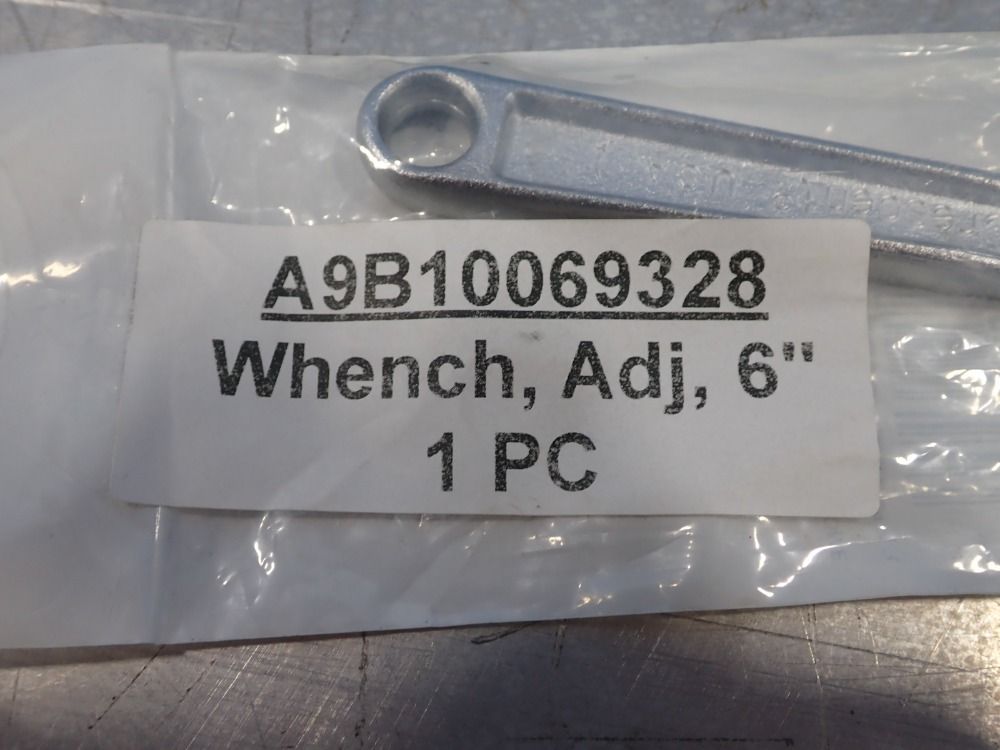 A9B10069328
Whench, Adj, 6"
1 PC